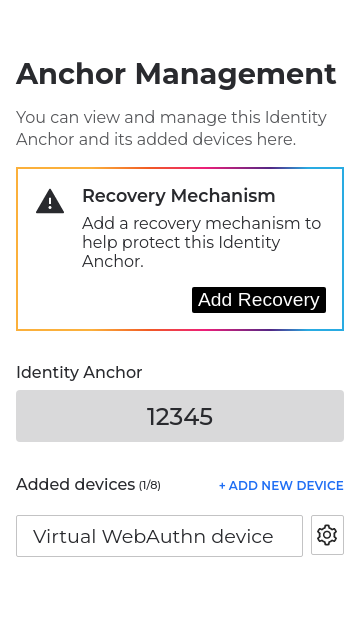 Anchor Management
You can view and manage this Identity
Anchor and its added devices here.
Recovery Mechanism
Add a recovery mechanism to
help protect this Identity
Anchor.
Add Recovery
Identity Anchor
12345
Added devices (1/8)
+ ADD NEW DEVICE
Virtual WebAuthn device